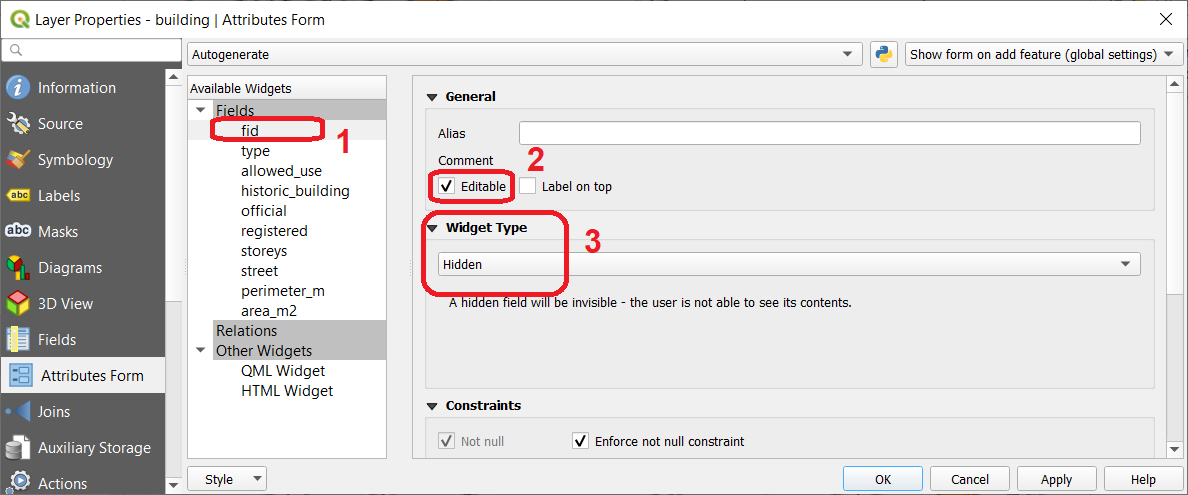 Layer Properties - building | Attributes Form
Autogenerate
Show form on add feature (global settings)
Information
Source
Symbology
abc Labels
abc Masks
Diagrams
3D View
Fields
Attributes Form
Joins
Auxiliary Storage
Actions
Available Widgets
Fields
fid
1
type
allowed_use
historic_building
official
registered
storeys
street
perimeter_m
area_m2
Relations
Other Widgets
QML Widget
HTML Widget
General
Alias
Comment
2
Editable
Label on top
Widget Type
3
Hidden
A hidden field will be invisible - the user is not able to see its contents.
Constraints
Not null
Enforce not null constraint
Style
OK
Cancel
Apply
Help